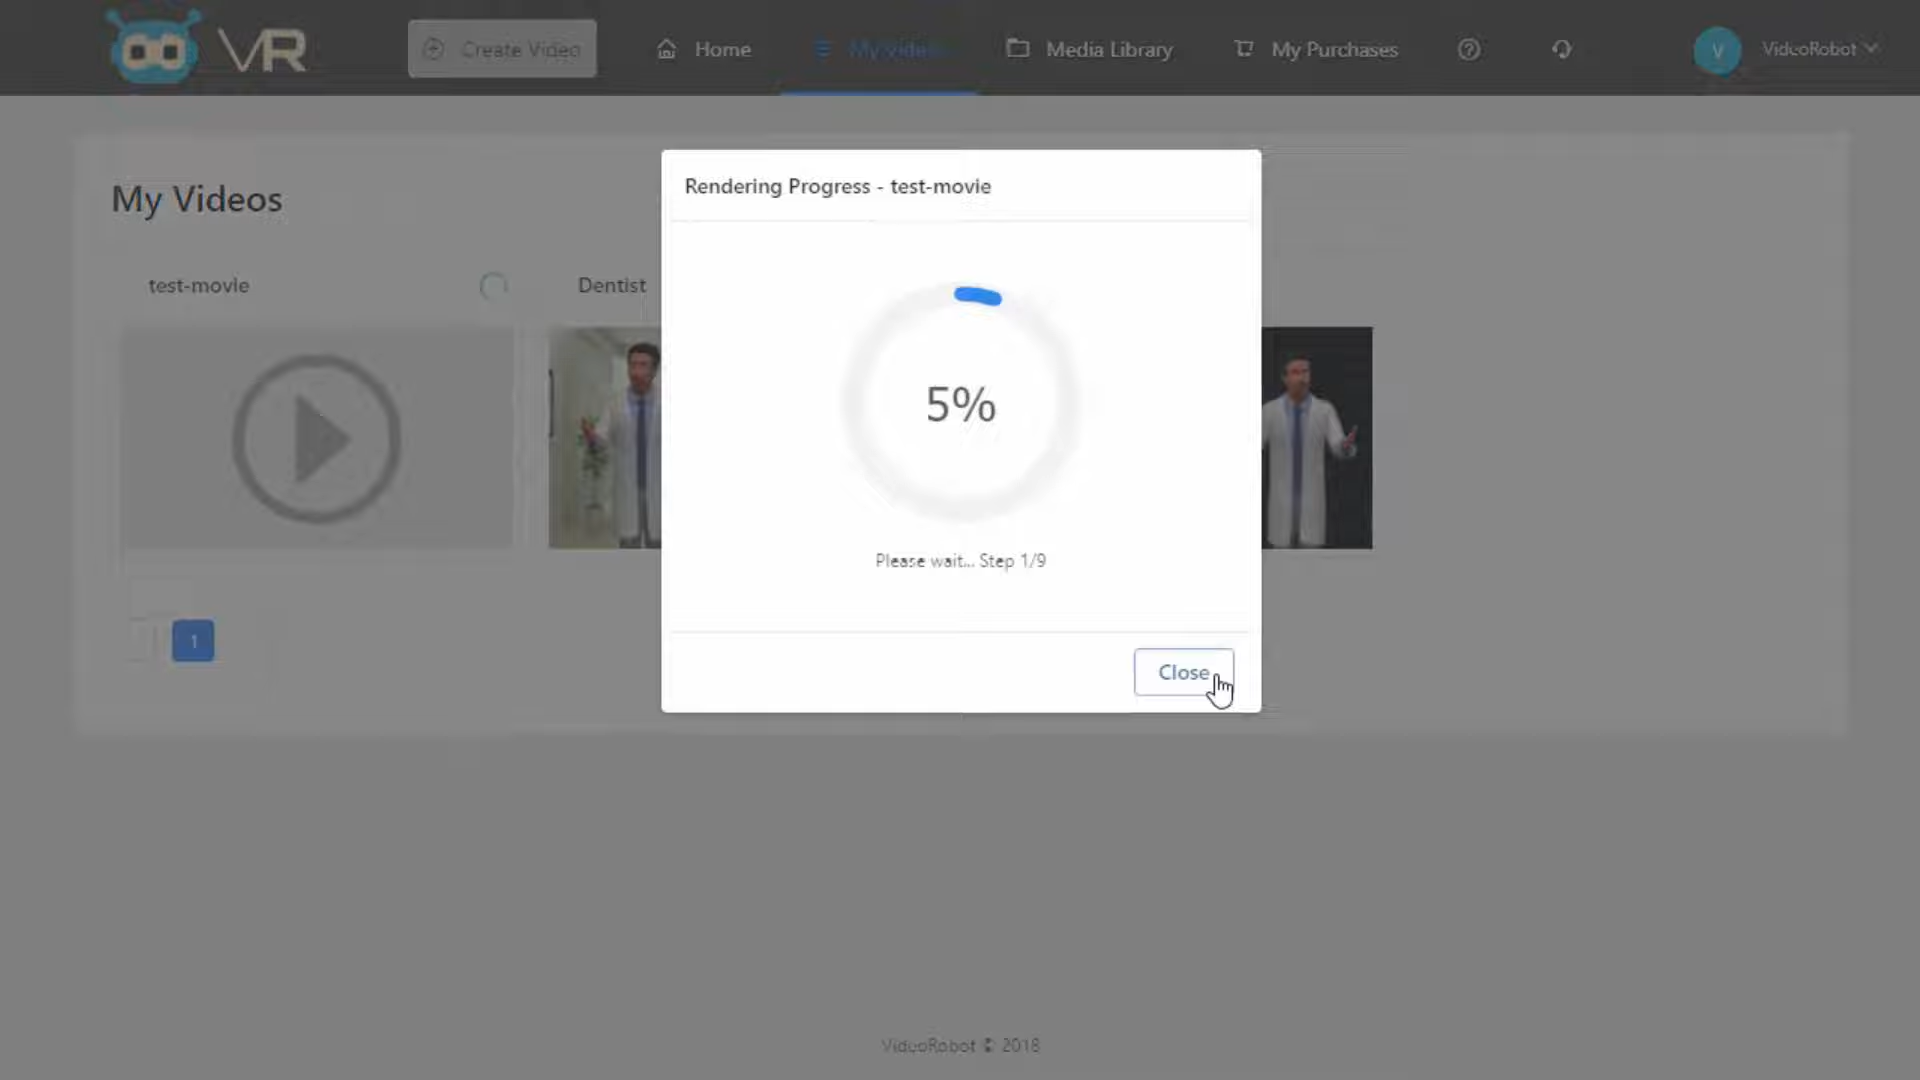 VR
Create Video
Home
My Videos
Media Library
My Purchases
V
VideoRobot
My Videos
test-movie
Dentist
Rendering Progress - test-movie
5%
Please wait... Step 1/9
Close
1
VideoRobot © 2018